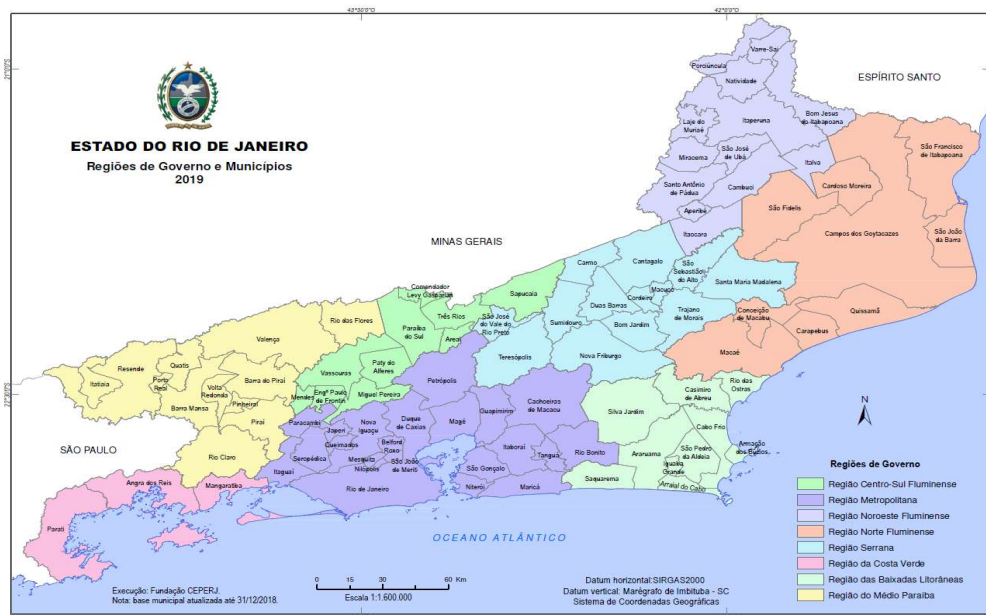 43°30'0"O
42°0'0"O
21°0'0"S
22°30'0"S
ESTADO DO RIO DE JANEIRO
Regiões de Governo e Municípios
2019
ESPÍRITO SANTO
MINAS GERAIS
SÃO PAULO
OCEANO ATLÂNTICO
Varre-Sai
Porciúncula
Natividade
Itaperuna
Bom Jesus
do Itabapoana
Laje do
Muriaé
São José
de Ubá
Miracema
Italva
Santo Antônio
de Pádua
Cambuci
Aperibé
Itaocara
São Francisco
de Itabapoana
Cardoso Moreira
São Fidelis
Campos dos Goytacazes
São João
da Barra
Quissamã
Conceição
de Macabu
Carapebus
Macaé
Carmo
Cantagalo
São
Sebastião
do Alto
Santa Maria Madalena
Macuco
Cordeiro
Duas Barras
Trajano
de Morais
Sumidouro
Bom Jardim
São José
do Vale do
Rio Preto
Teresópolis
Nova Friburgo
Comendador
Levy Gasparian
Sapucaia
Três Rios
Paraíba
do Sul
Areal
Paty do
Alferes
Vassouras
Engº Paulo
de Frontin
Mendes
Miguel Pereira
Rio das Flores
Valença
Resende
Quatis
Itatiaia
Porto
Real
Volta
Redonda
Barra do Piraí
Barra Mansa
Pinheiral
Piraí
Rio Claro
Petrópolis
Paracambi
Japeri
Nova
Iguaçu
Duque
de Caxias
Magé
Guapimirim
Cachoeiras
de Macacu
Queimados
Belford
Roxo
Seropédica
Mesquita
Nilópolis
São João
de Meriti
Itaguaí
Rio de Janeiro
São Gonçalo
Niterói
Itaboraí
Tanguá
Maricá
Rio Bonito
Silva Jardim
Casimiro
de Abreu
Rio das
Ostras
Cabo Frio
Armação
dos Búzios
Araruama
São Pedro
da Aldeia
Iguaba
Grande
Saquarema
Arraial do Cabo
Angra dos Reis
Mangaratiba
Parati
N
Regiões de Governo
Região Centro-Sul Fluminense
Região Metropolitana
Região Noroeste Fluminense
Região Norte Fluminense
Região Serrana
Região da Costa Verde
Região das Baixadas Litorâneas
Região do Médio Paraíba
Execução: Fundação CEPERJ.
Nota: base municipal atualizada até 31/12/2018.
0 15 30 60 Km
Escala 1:1.600.000
Datum horizontal:SIRGAS2000
Datum vertical: Marégrafo de Imbituba - SC
Sistema de Coordenadas Geográficas